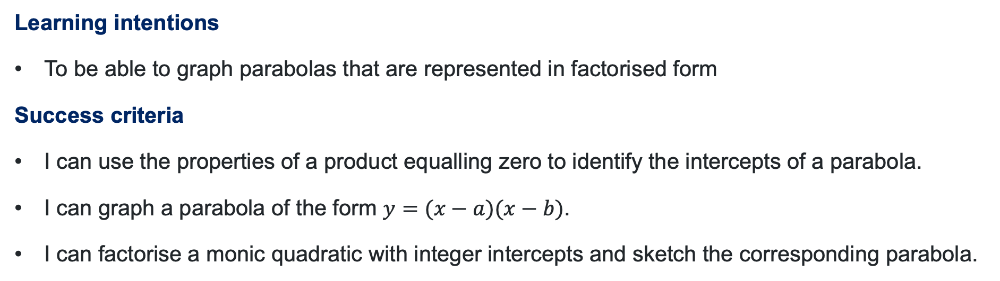 Learning intentions
• To be able to graph parabolas that are represented in factorised form
Success criteria
• I can use the properties of a product equalling zero to identify the intercepts of a parabola.
• I can graph a parabola of the form 𝑦 = (𝑥 − 𝑎)(𝑥 − 𝑏).
• I can factorise a monic quadratic with integer intercepts and sketch the corresponding parabola.